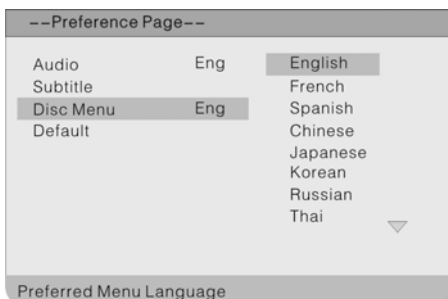 --Preference Page--
Audio Eng
Subtitle
Disc Menu Eng
Default
English
French
Spanish
Chinese
Japanese
Korean
Russian
Thai
Preferred Menu Language